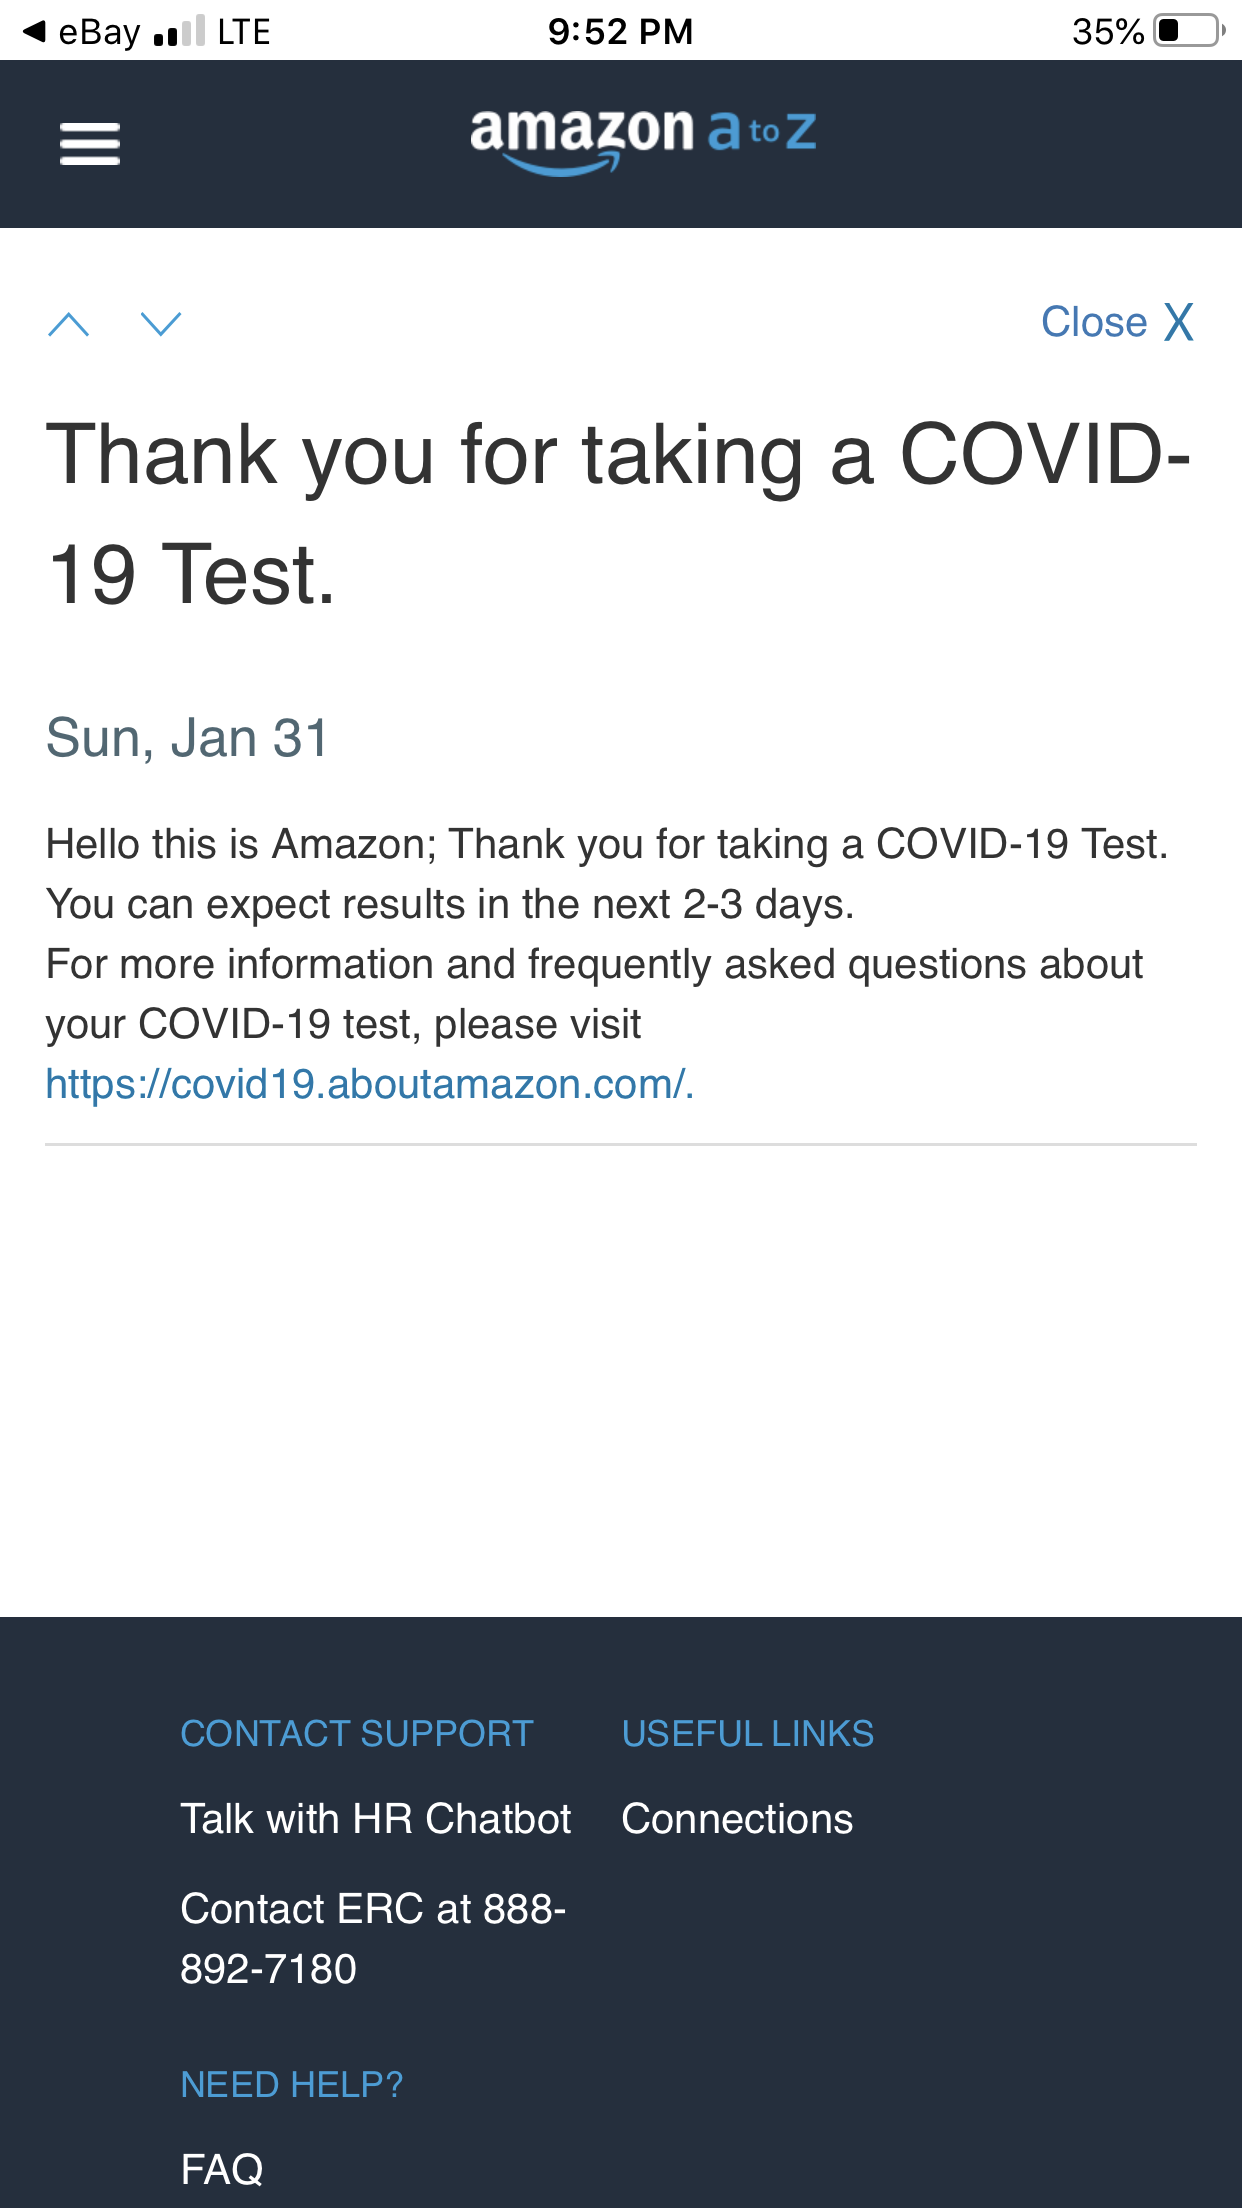 eBay LTE 9:52 PM 35%
amazon a to z
Close X
Thank you for taking a COVID-
19 Test.
Sun, Jan 31
Hello this is Amazon; Thank you for taking a COVID-19 Test.
You can expect results in the next 2-3 days.
For more information and frequently asked questions about
your COVID-19 test, please visit
https://covid19.aboutamazon.com/.
CONTACT SUPPORT
Talk with HR Chatbot
Contact ERC at 888-
892-7180
USEFUL LINKS
Connections
NEED HELP?
FAQ